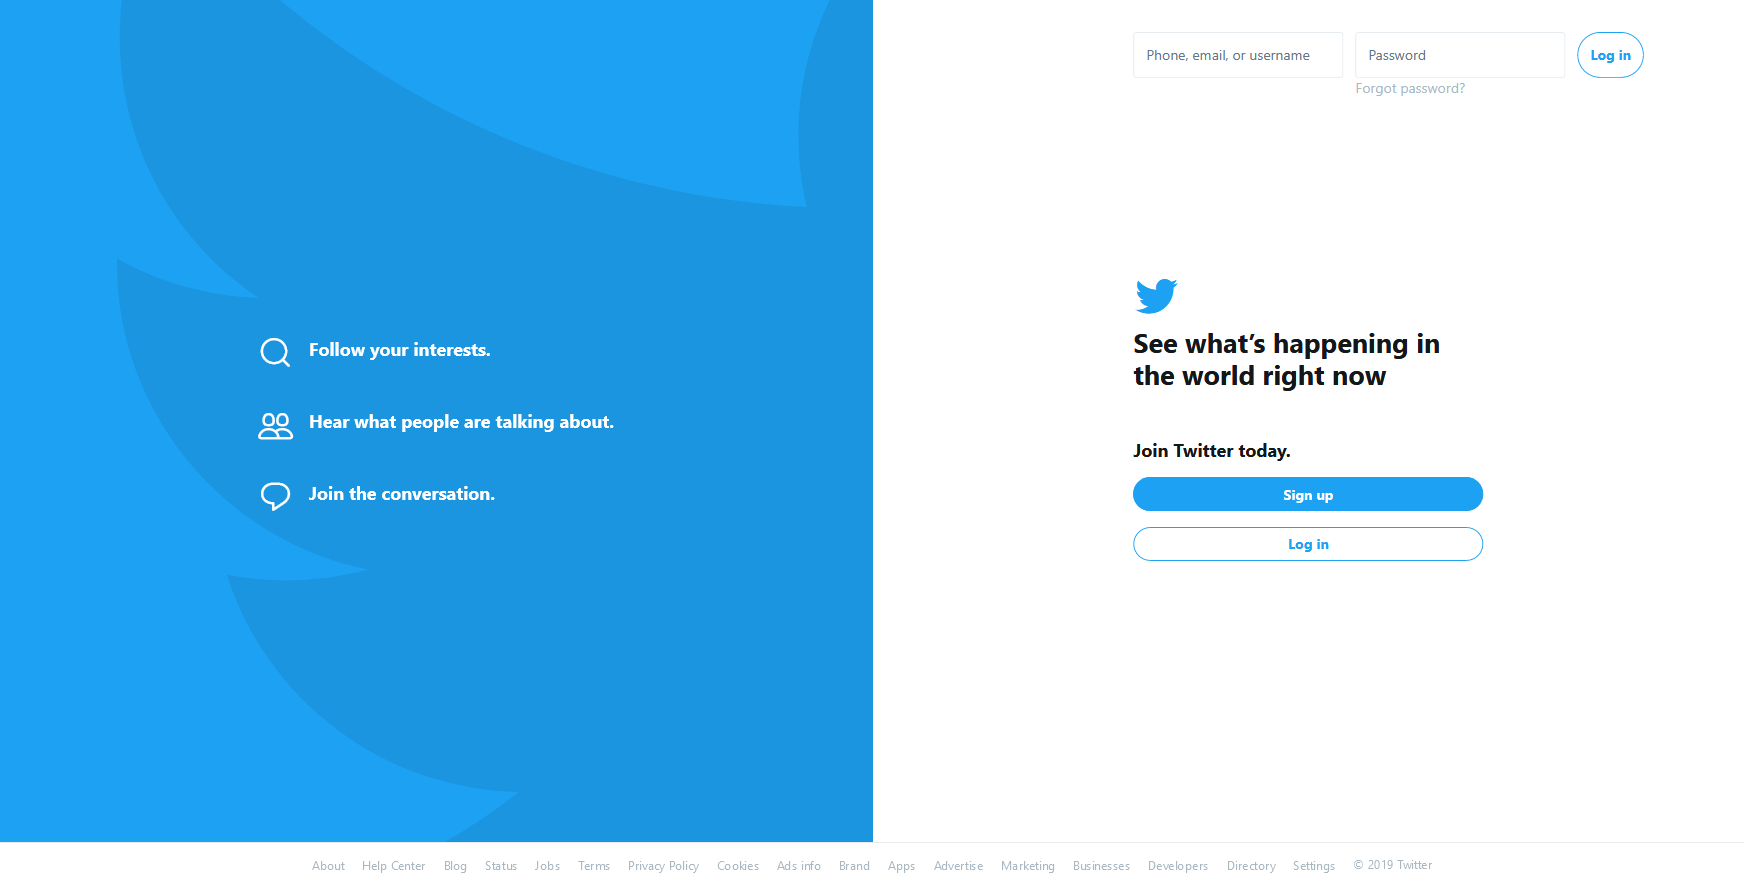 Phone, email, or username
Password
Log in
Forgot password?
Follow your interests.
Hear what people are talking about.
Join the conversation.
See what’s happening in
the world right now
Join Twitter today.
Sign up
Log in
About Help Center Blog Status Jobs Terms Privacy Policy Cookies Ads info Brand Apps Advertise Marketing Businesses Developers Directory Settings © 2019 Twitter